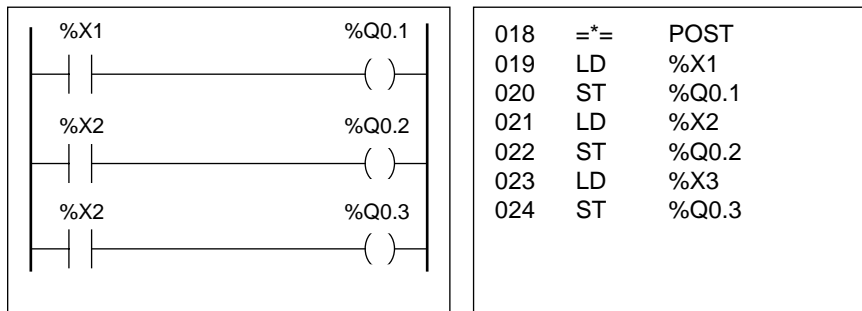 %X1 %Q0.1
%X2 %Q0.2
%X2 %Q0.3
018 =*= POST
019 LD %X1
020 ST %Q0.1
021 LD %X2
022 ST %Q0.2
023 LD %X3
024 ST %Q0.3